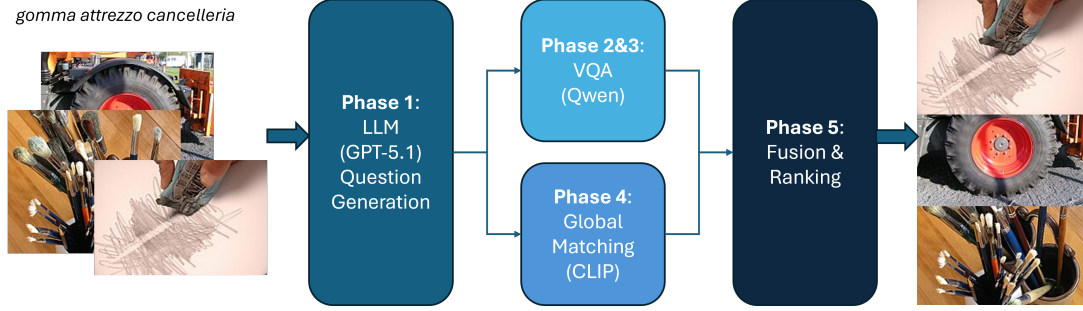 gomma attrezzo cancelleria
Phase 1:
LLM
(GPT-5.1)
Question
Generation
Phase 2&3:
VQA
(Qwen)
Phase 4:
Global
Matching
(CLIP)
Phase 5:
Fusion &
Ranking